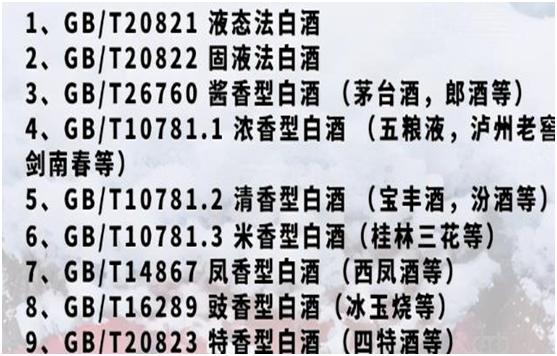 1、GB/T20821 液态法白酒
2、GB/T20822 固液法白酒
3、GB/T26760 酱香型白酒 （茅台酒，郎酒等）
4、GB/T10781.1 浓香型白酒 （五粮液，泸州老窖
剑南春等）
5、GB/T10781.2 清香型白酒 （宝丰酒，汾酒等）
6、GB/T10781.3 米香型白酒（桂林三花等）
7、GB/T14867 凤香型白酒 （西凤酒等）
8、GB/T16289 豉香型白酒（冰玉烧等）
9、GB/T20823 特香型白酒 （四特酒等）